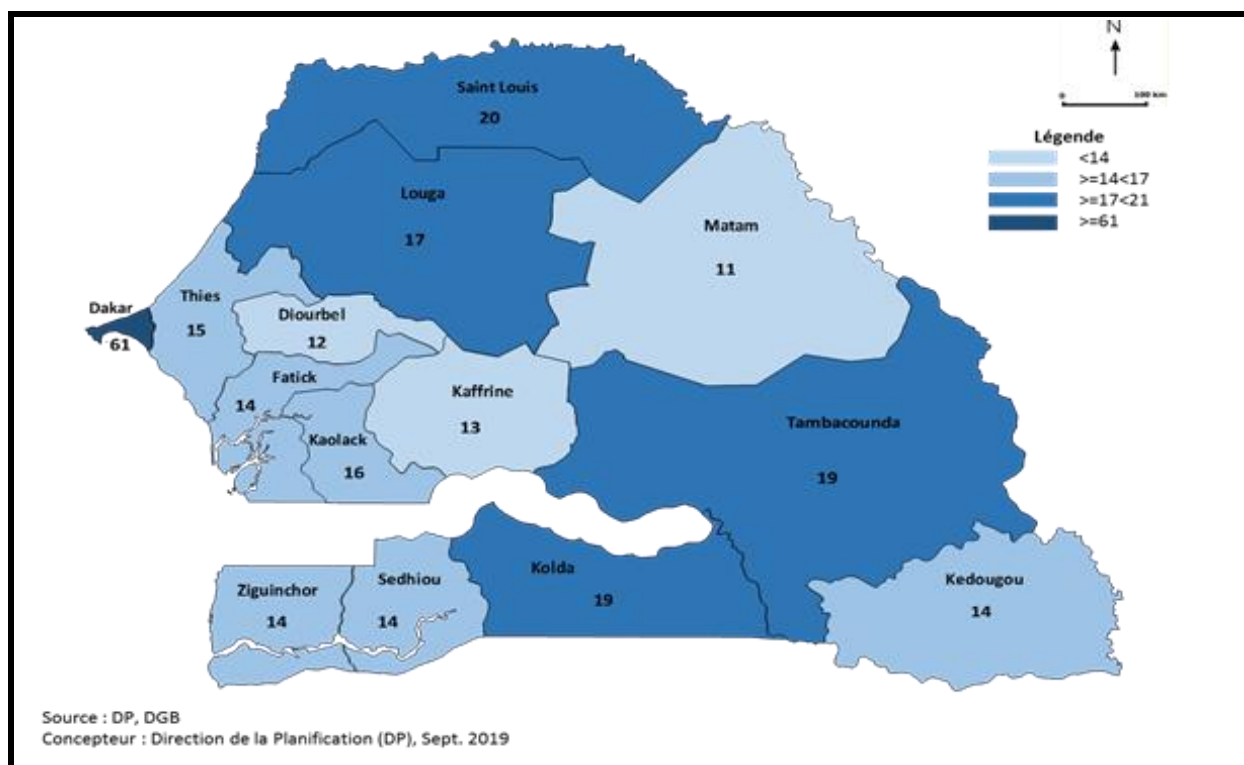 N
0 100 km
Légende
<14
>=14<17
>=17<21
>=61
Saint Louis
20
Louga
17
Matam
11
Dakar
61
Thies
15
Diourbel
12
Fatick
14
Kaolack
16
Kaffrine
13
Tambacounda
19
Ziguinchor
14
Sedhiou
14
Kolda
19
Kedougou
14
Source : DP, DGB
Concepteur : Direction de la Planification (DP), Sept. 2019